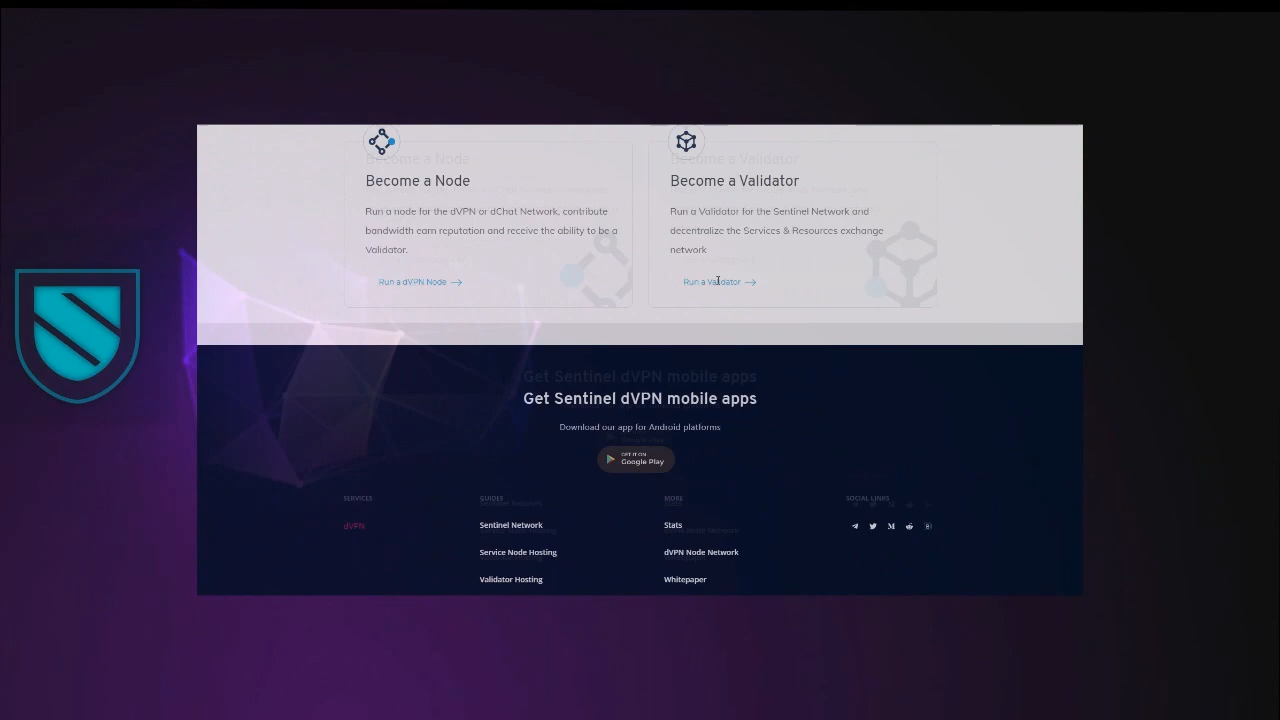 Become a Node
Run a node for the dVPN or dChat Network, contribute
bandwidth earn reputation and receive the ability to be a
Validator.
Run a dVPN Node
Become a Validator
Run a Validator for the Sentinel Network and
decentralize the Services & Resources exchange
network
Run a Validator
Get Sentinel dVPN mobile apps
Download our app for Android platforms
GET IT ON
Google Play
SERVICES
dVPN
GUIDES
Sentinel Network
Service Node Hosting
Validator Hosting
MORE
Stats
dVPN Node Network
Whitepaper
SOCIAL LINKS